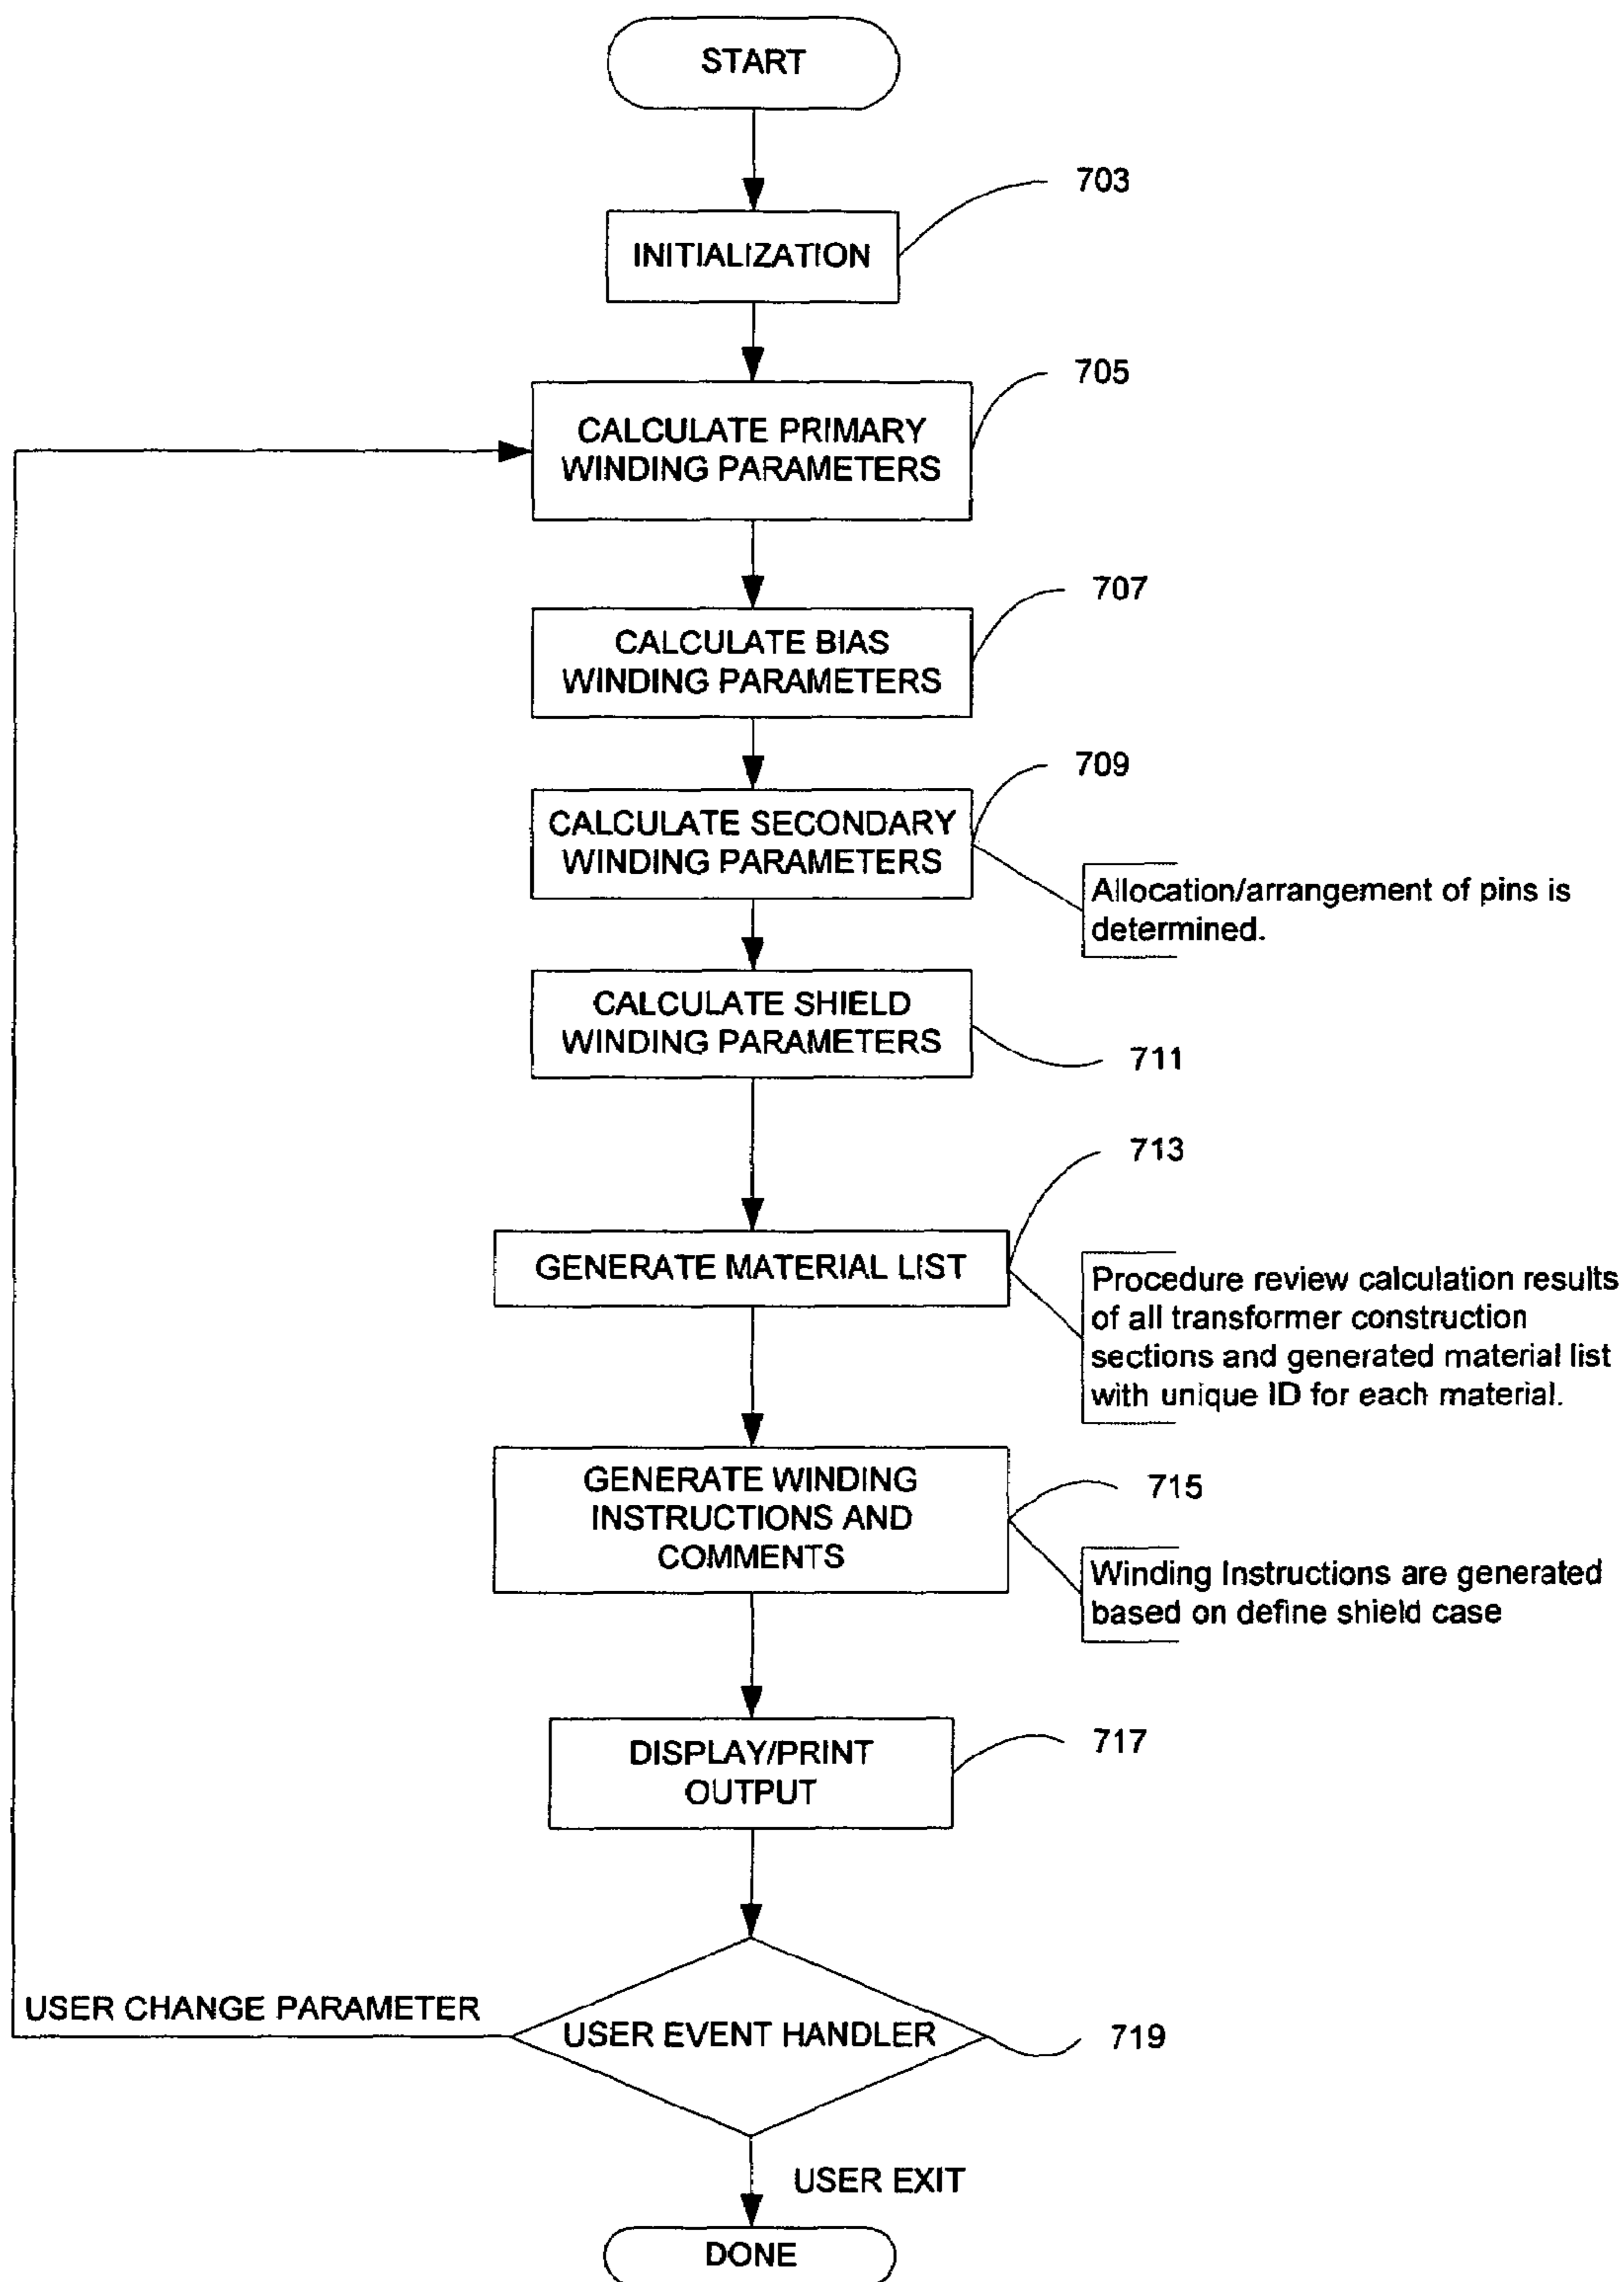 START
703
INITIALIZATION
705
CALCULATE PRIMARY
WINDING PARAMETERS
707
CALCULATE BIAS
WINDING PARAMETERS
709
CALCULATE SECONDARY
WINDING PARAMETERS
Allocation/arrangement of pins is
determined.
CALCULATE SHIELD
WINDING PARAMETERS
711
713
GENERATE MATERIAL LIST
Procedure review calculation results
of all transformer construction
sections and generated material list
with unique ID for each material.
GENERATE WINDING
INSTRUCTIONS AND
COMMENTS
715
Winding Instructions are generated
based on define shield case
717
DISPLAY/PRINT
OUTPUT
USER CHANGE PARAMETER
USER EVENT HANDLER
719
USER EXIT
DONE